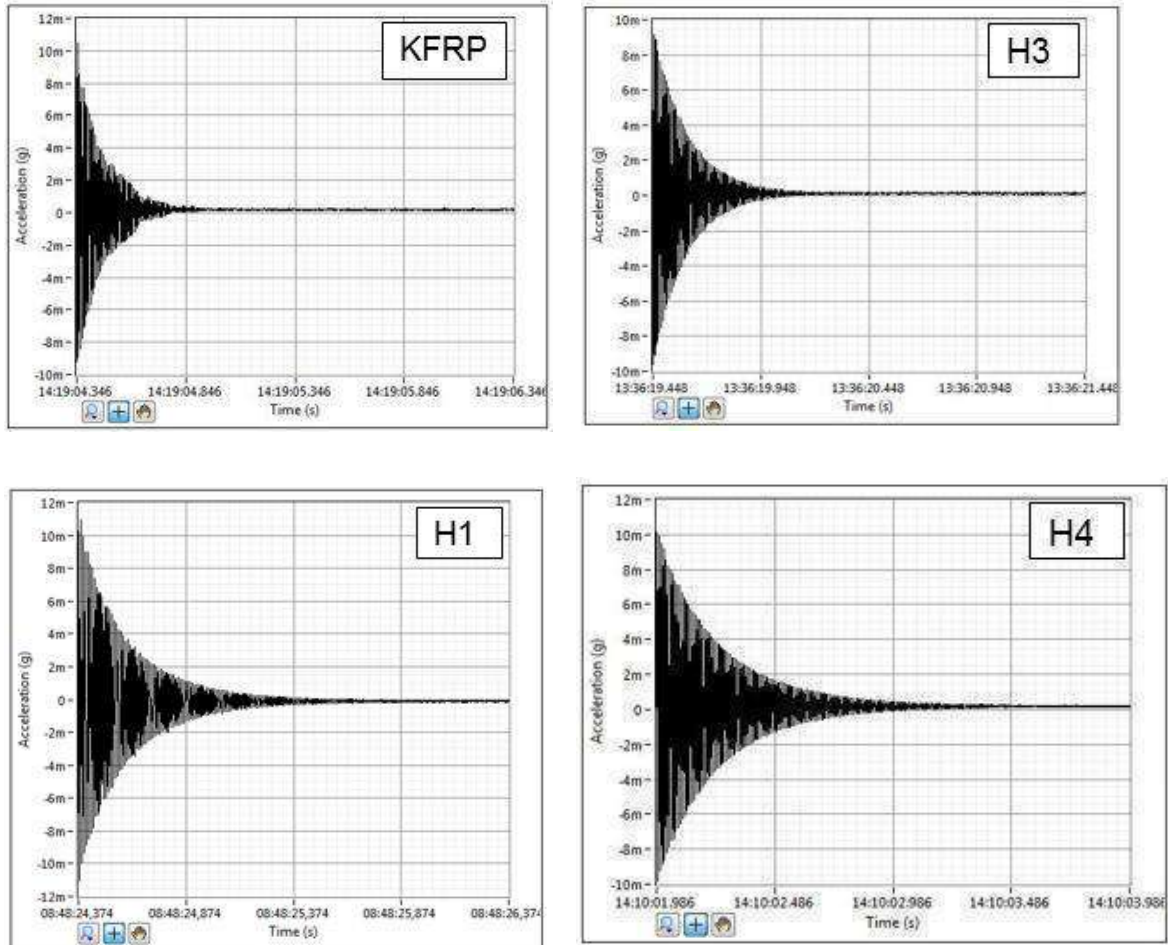 KFRP
Acceleration (g)
12m
10m
8m
6m
4m
2m
0
-2m
-4m
-6m
-8m
-10m
14:19:04.346 14:19:04.846 14:19:05.346 14:19:05.846 14:19:06.346
Time (s)
H3
Acceleration (g)
10m
8m
6m
4m
2m
0
-2m
-4m
-6m
-8m
-10m
13:36:19.448 13:36:19.948 13:36:20.448 13:36:20.948 13:36:21.448
Time (s)
H1
Acceleration (g)
12m
10m
8m
6m
4m
2m
0
-2m
-4m
-6m
-8m
-10m
-12m
08:48:24,374 08:48:24,874 08:48:25,374 08:48:25,874 08:48:26,374
Time (s)
H4
Acceleration (g)
12m
10m
8m
6m
4m
2m
0
-2m
-4m
-6m
-8m
-10m
14:10:01.986 14:10:02.486 14:10:02.986 14:10:03.486 14:10:03.986
Time (s)